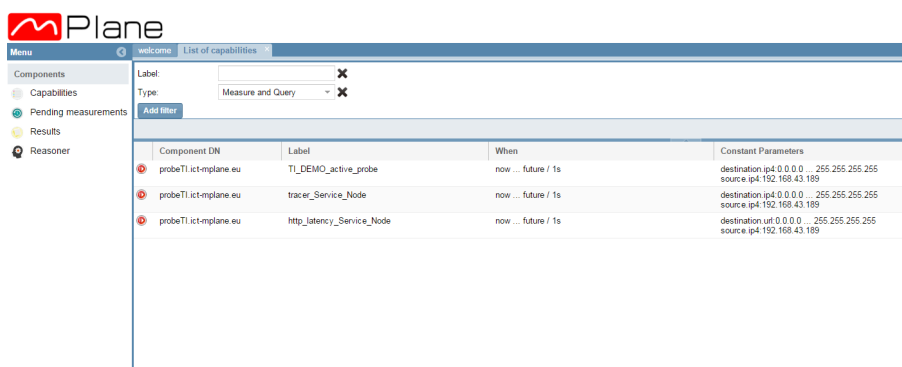 mPlane
Menu
welcome List of capabilities ×
Components
Capabilities
Pending measurements
Results
Reasoner
Label:
Type: Measure and Query
Add filter
Component DN Label When Constant Parameters
probeTI.ict-mplane.eu TI_DEMO_active_probe now ... future / 1s destination.ip4:0.0.0.0 ... 255.255.255.255
source.ip4:192.168.43.189
probeTI.ict-mplane.eu tracer_Service_Node now ... future / 1s destination.ip4:0.0.0.0 ... 255.255.255.255
source.ip4:192.168.43.189
probeTI.ict-mplane.eu http_latency_Service_Node now ... future / 1s destination.url:0.0.0.0 ... 255.255.255.255
source.ip4:192.168.43.189